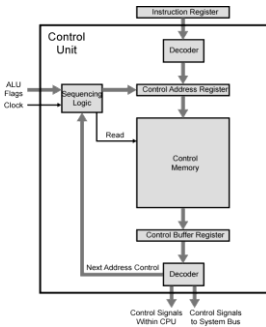 Instruction Register
Control
Unit
Decoder
ALU
Flags
Clock
Sequencing
Logic
Control Address Register
Read
Control
Memory
Control Buffer Register
Next Address Control
Decoder
Control Signals
Within CPU
Control Signals
to System Bus